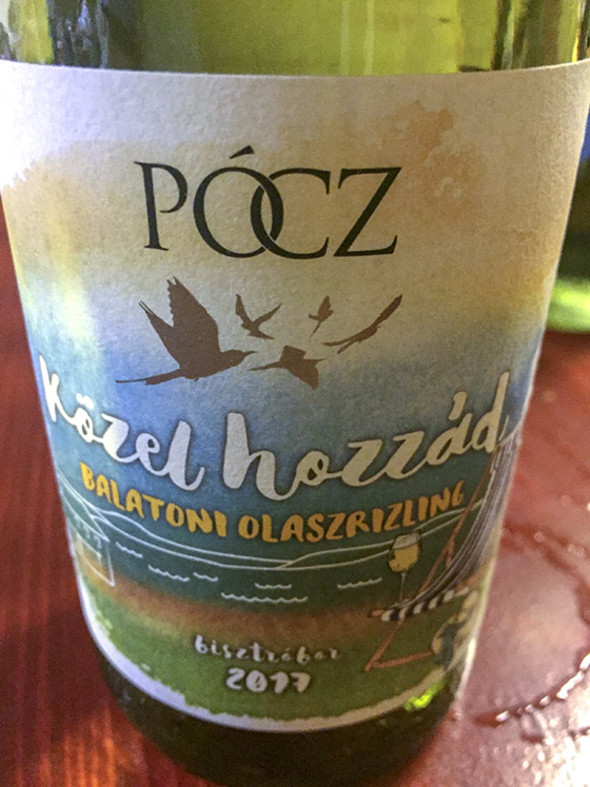 PÓCZ
Közel hozzád
BALATONI OLASZRIZLING
bisztróbor
2017